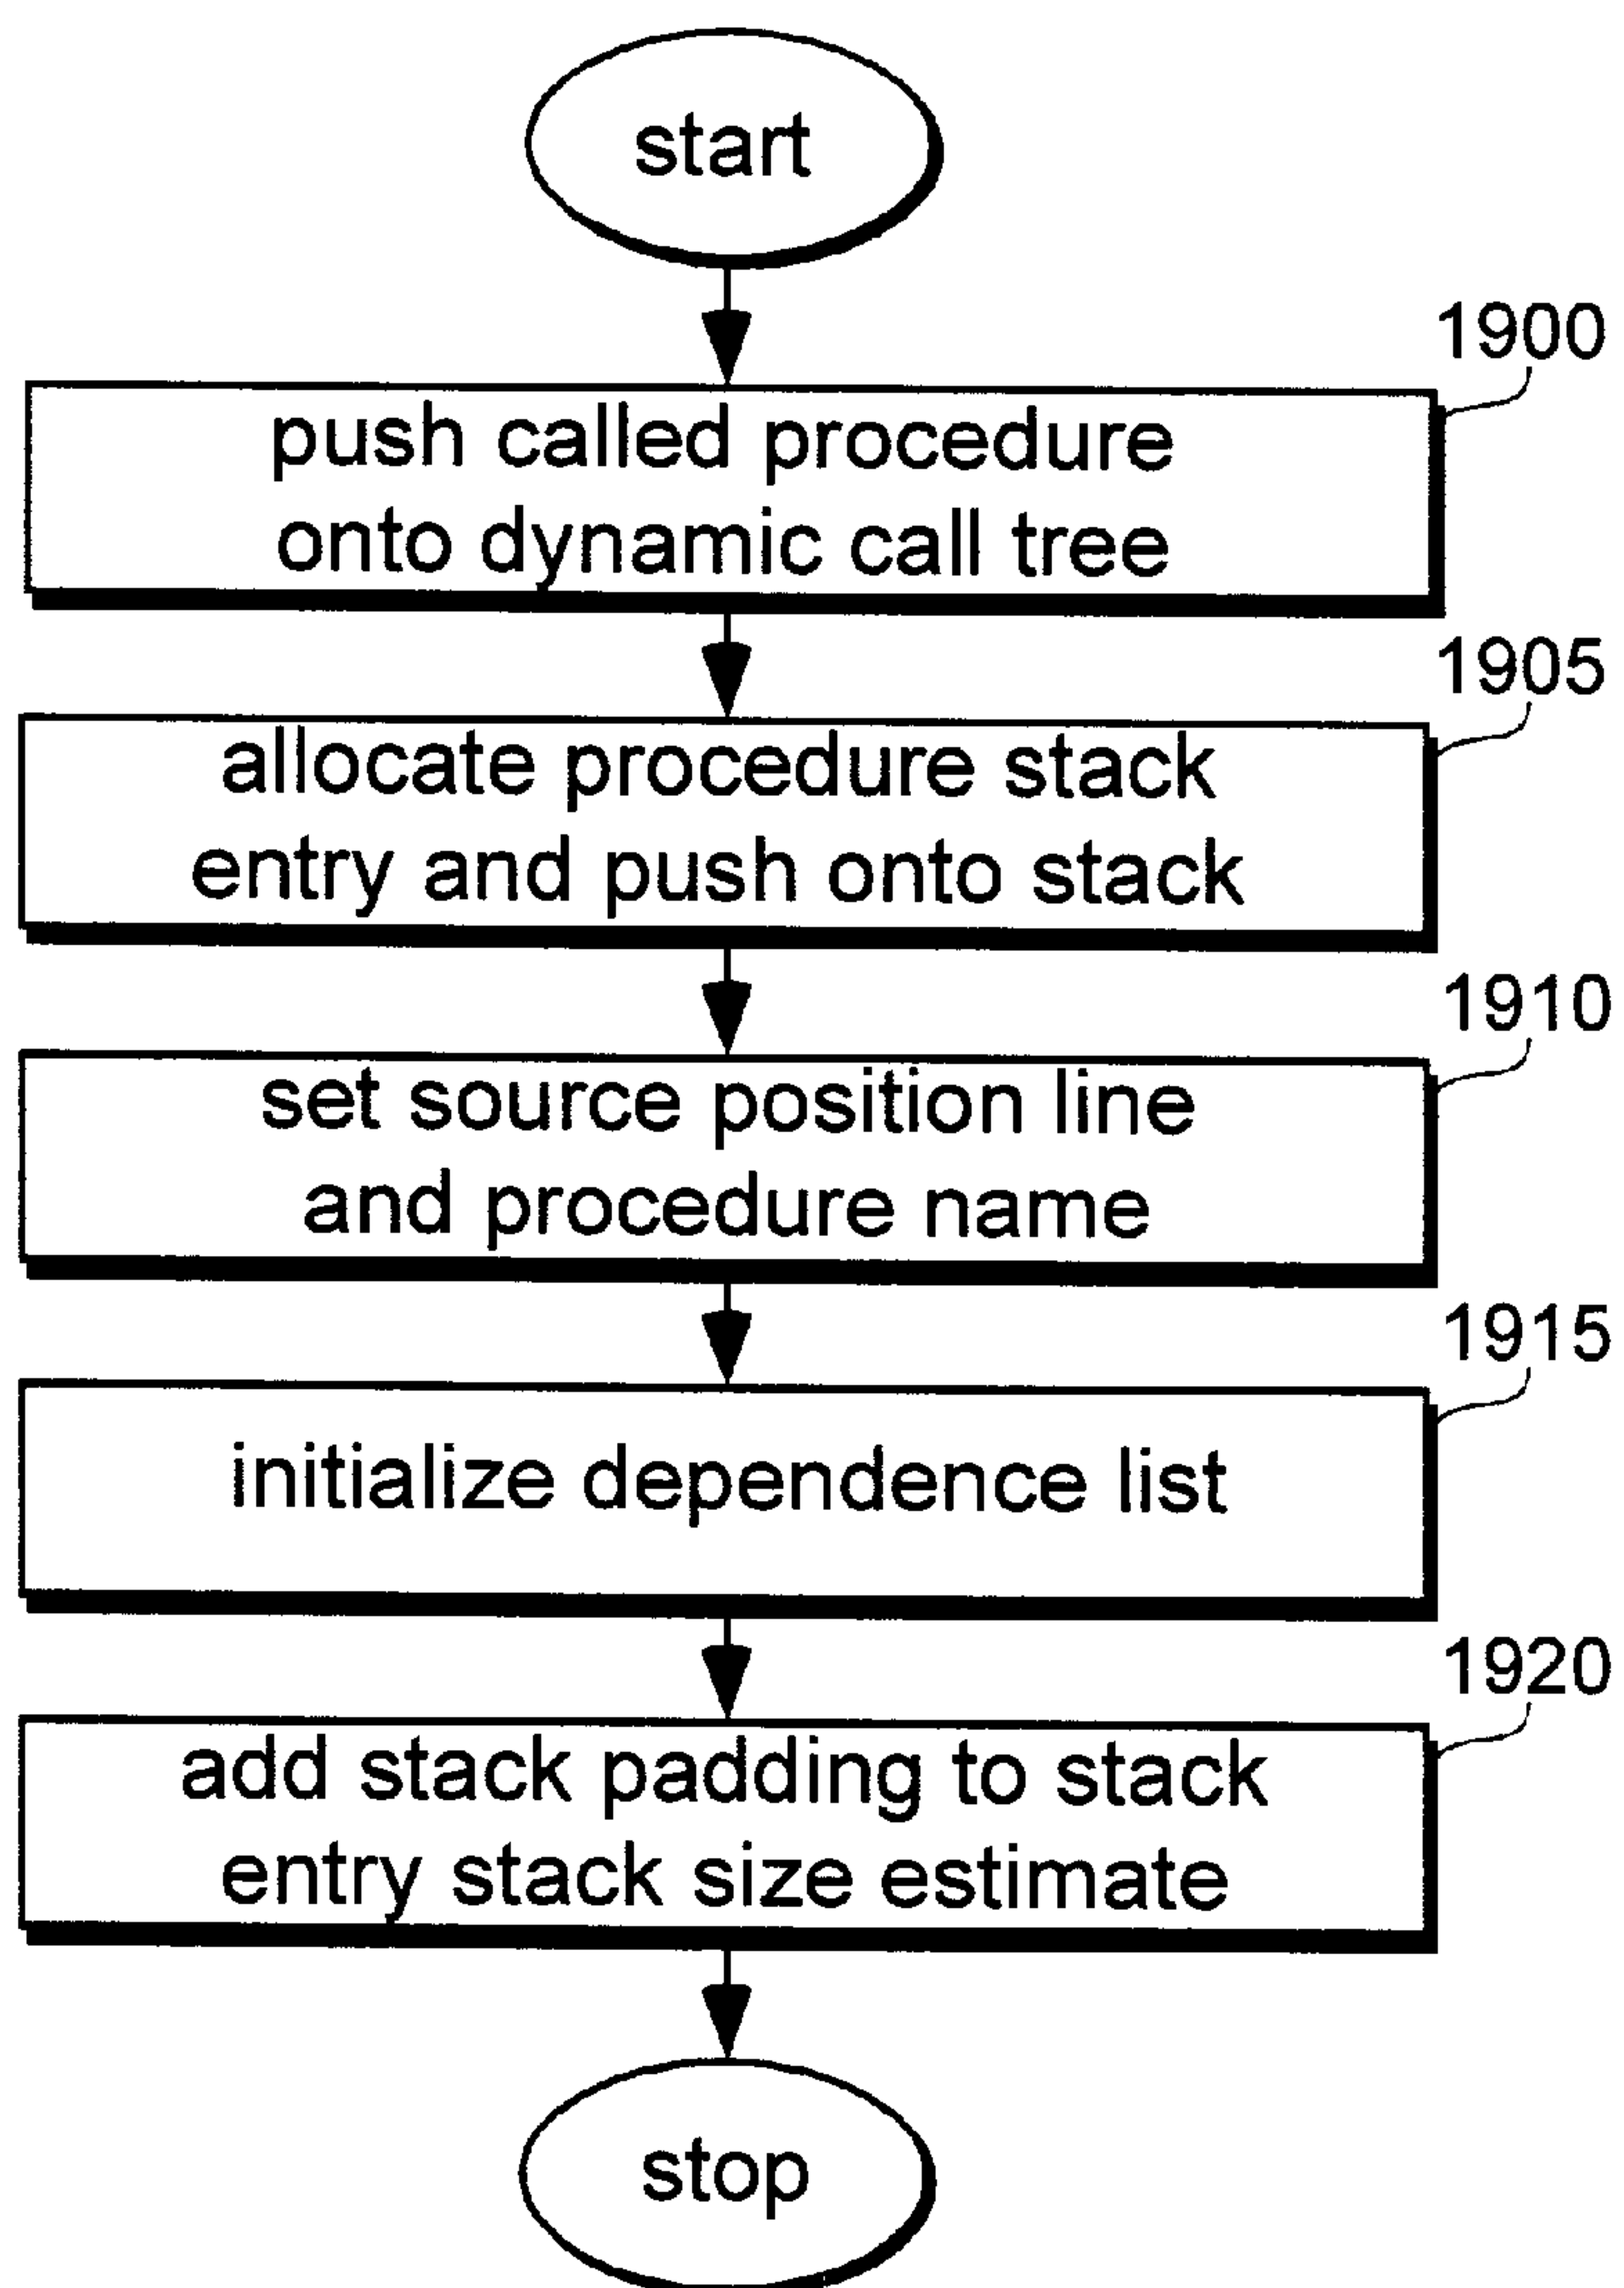 start
1900
push called procedure
onto dynamic call tree
1905
allocate procedure stack
entry and push onto stack
1910
set source position line
and procedure name
1915
initialize dependence list
1920
add stack padding to stack
entry stack size estimate
stop